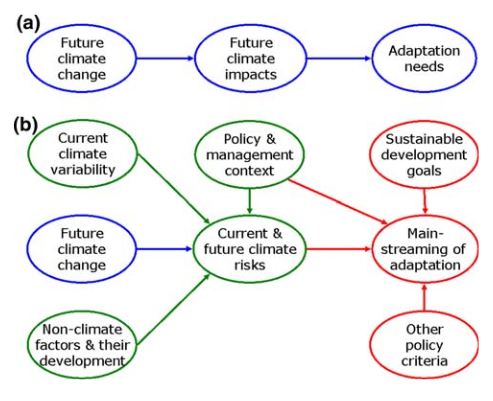 (a)
Future
climate
change
Future
climate
impacts
Adaptation
needs
(b)
Current
climate
variability
Policy &
management
context
Sustainable
development
goals
Future
climate
change
Current &
future climate
risks
Main-
streaming of
adaptation
Non-climate
factors & their
development
Other
policy
criteria